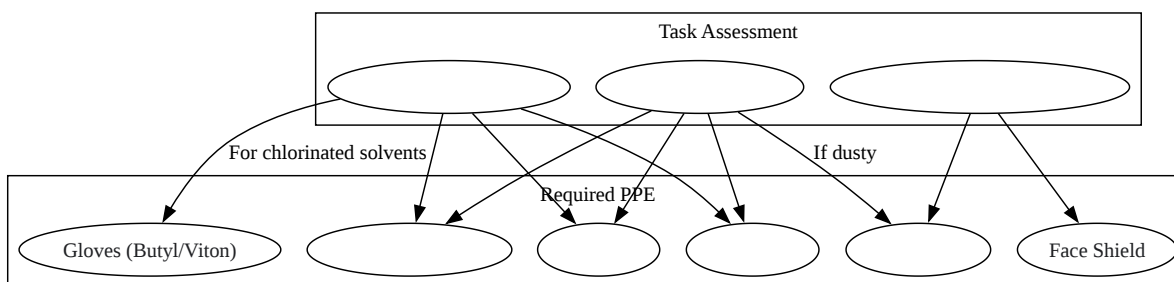 Task Assessment
For chlorinated solvents
If dusty
Required PPE
Gloves (Butyl/Viton)
Face Shield